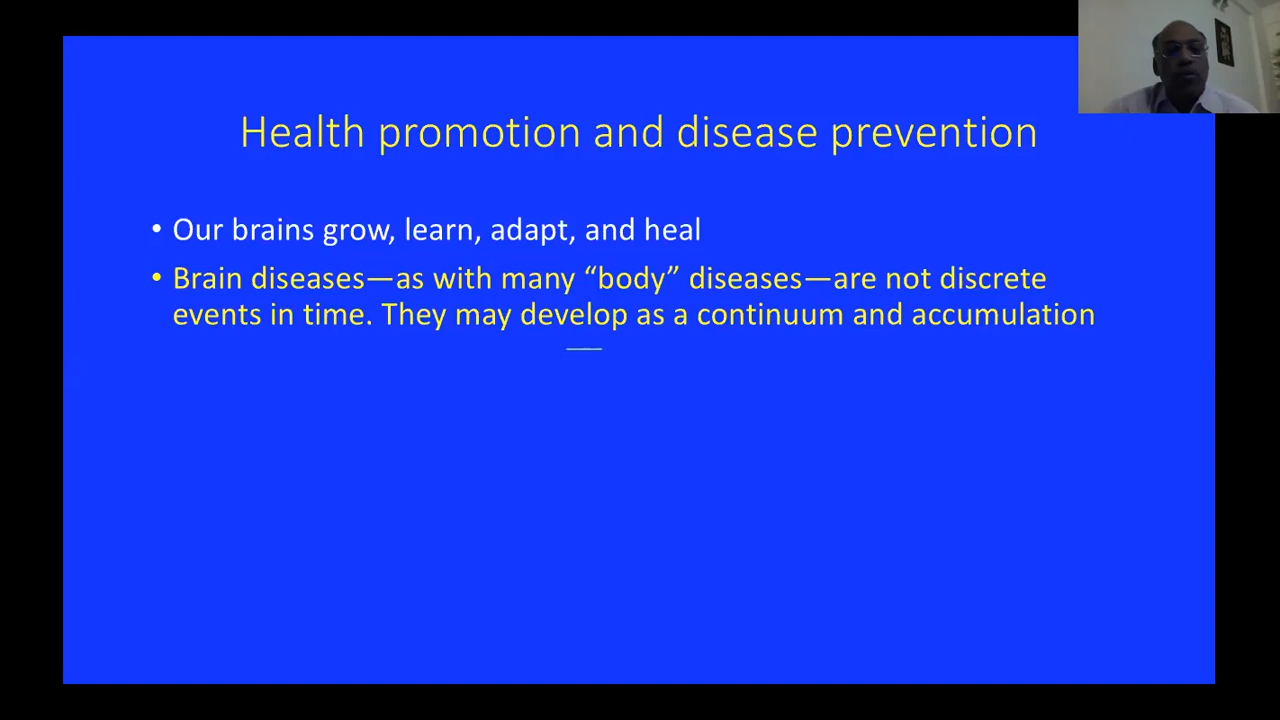 Health promotion and disease prevention
• Our brains grow, learn, adapt, and heal
• Brain diseases—as with many “body” diseases—are not discrete
events in time. They may develop as a continuum and accumulation